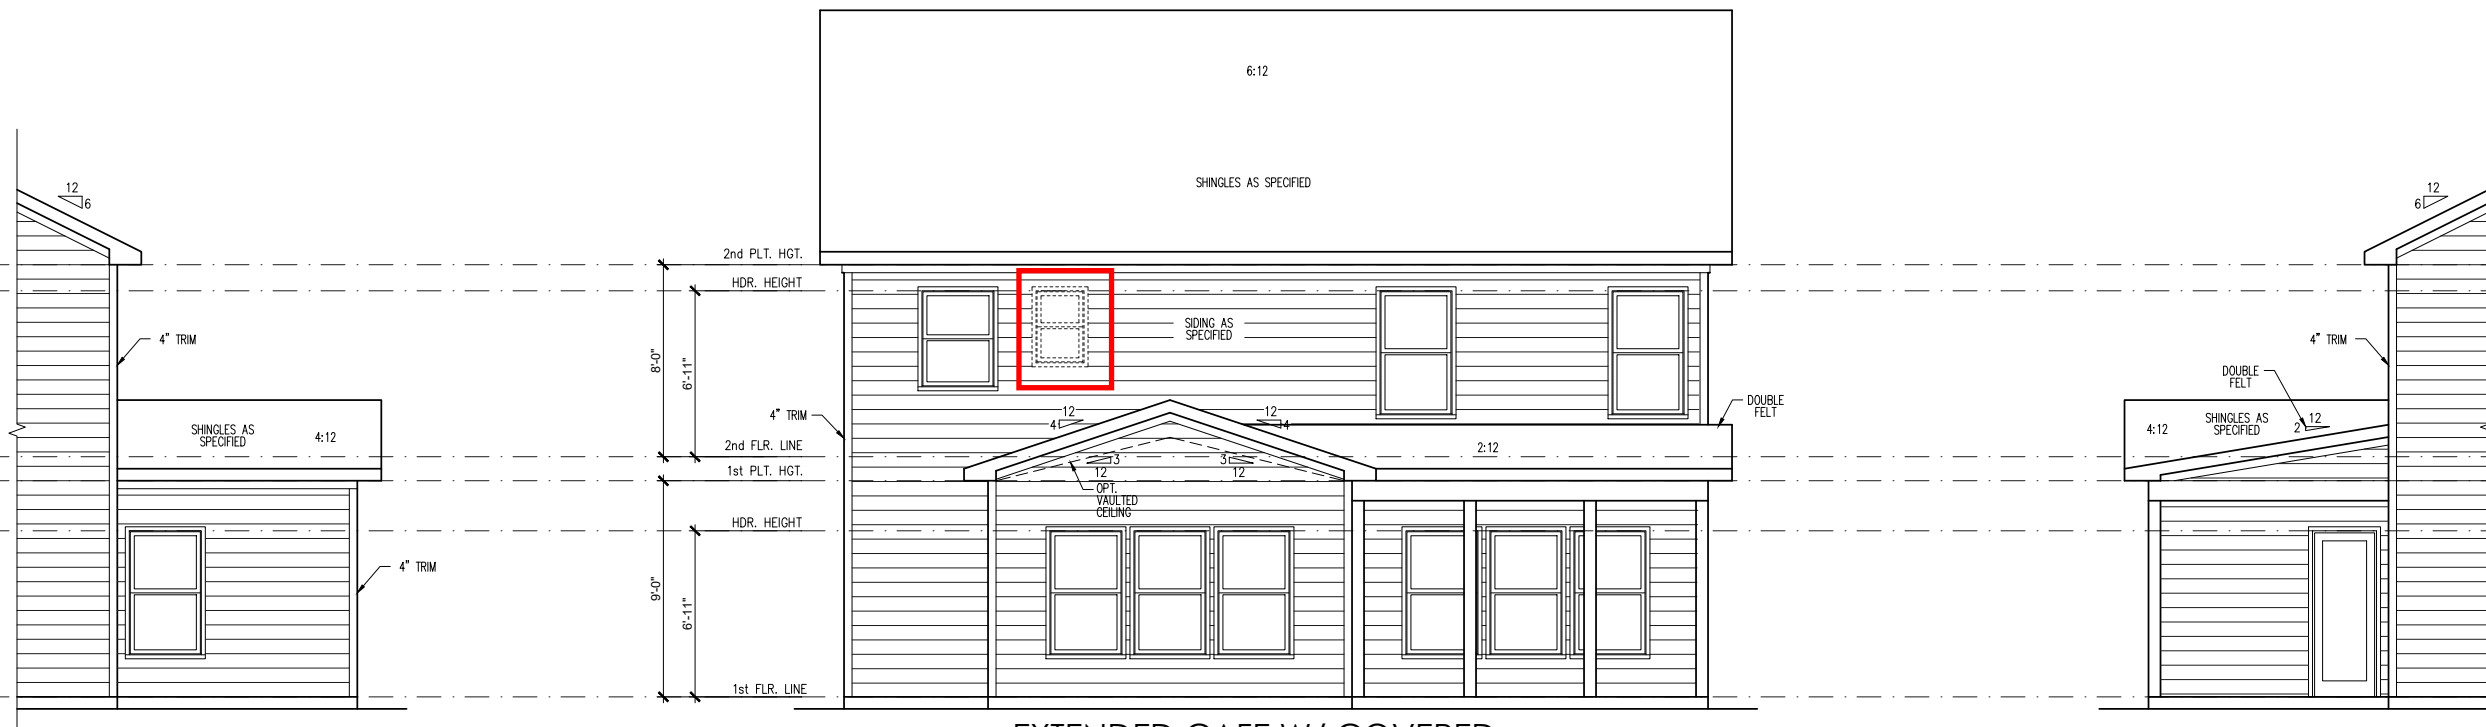 6:12
SHINGLES AS SPECIFIED
12
6
12
6
2nd PLT. HGT.
HDR. HEIGHT
SIDING AS
SPECIFIED
4" TRIM
4" TRIM
8'-0"
6'-11"
DOUBLE
FELT
DOUBLE
FELT
4" TRIM
12
4
12
4
SHINGLES AS
SPECIFIED
4:12
2nd FLR. LINE
2:12
4:12
SHINGLES AS
SPECIFIED
12
2
1st PLT. HGT.
3
12
3
12
OPT.
VAULTED
CEILING
HDR. HEIGHT
4" TRIM
9'-0"
6'-11"
1st FLR. LINE
EXTENDED CAFE W/ COVERED